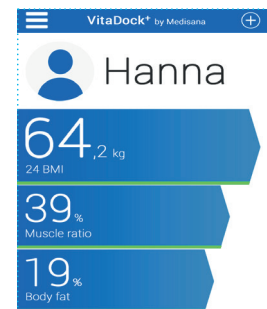 VitaDock+ by Medisana
Hanna
64,2 kg
24 BMI
39%
Muscle ratio
19%
Body fat